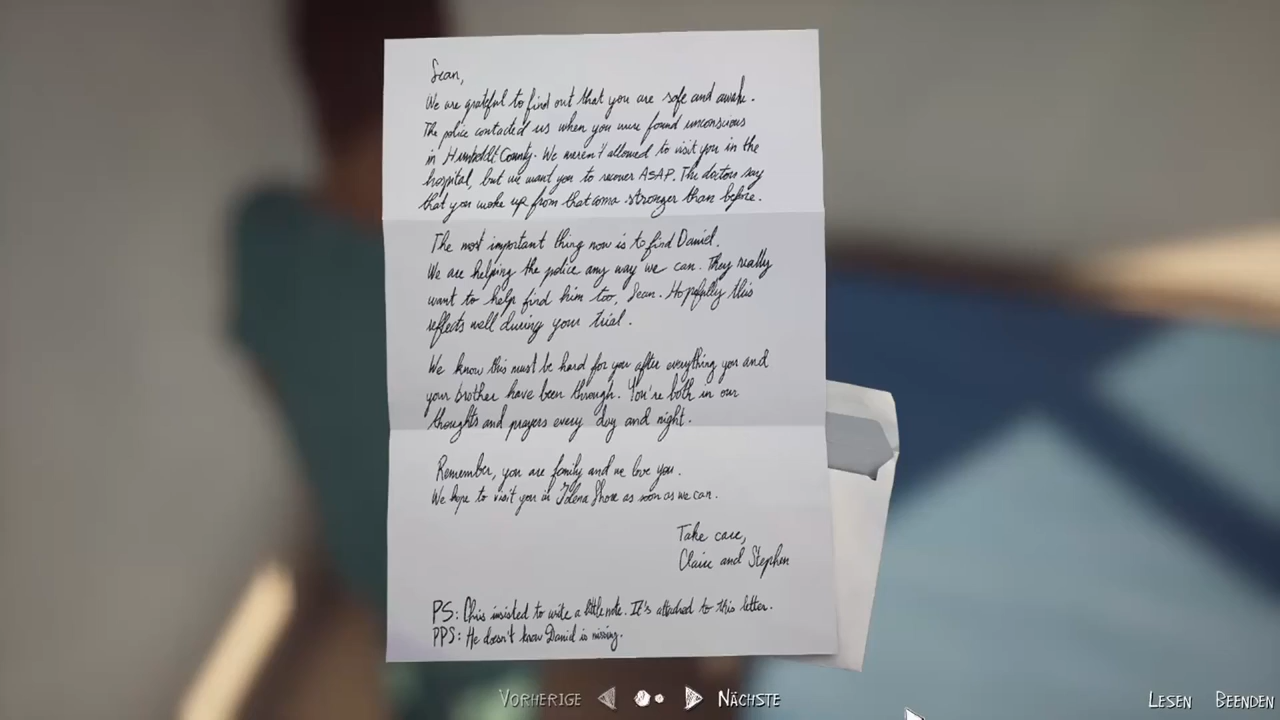 Sean,
We are grateful to find out that you are safe and awake.
The police contacted us when you were found unconscious
in Humboldt County. We weren't allowed to visit you in the
hospital, but we want you to recover ASAP. The doctors say
that you woke up from that coma stronger than before.
The most important thing now is to find Daniel.
We are helping the police any way we can. They really
want to help find him too, Sean. Hopefully this
reflects well during your trial.
We know this must be hard for you after everything you and
your brother have been through. You're both in our
thoughts and prayers every day and night.
Remember, you are family and we love you.
We hope to visit you in Idena Shore as soon as we can.
Take care,
Claire and Stephen
PS: Chris insisted to write a little note. It's attached to this letter.
PPS: He doesn't know Daniel is missing.
VORHERIGE NÄCHSTE
LESEN BEENDEN